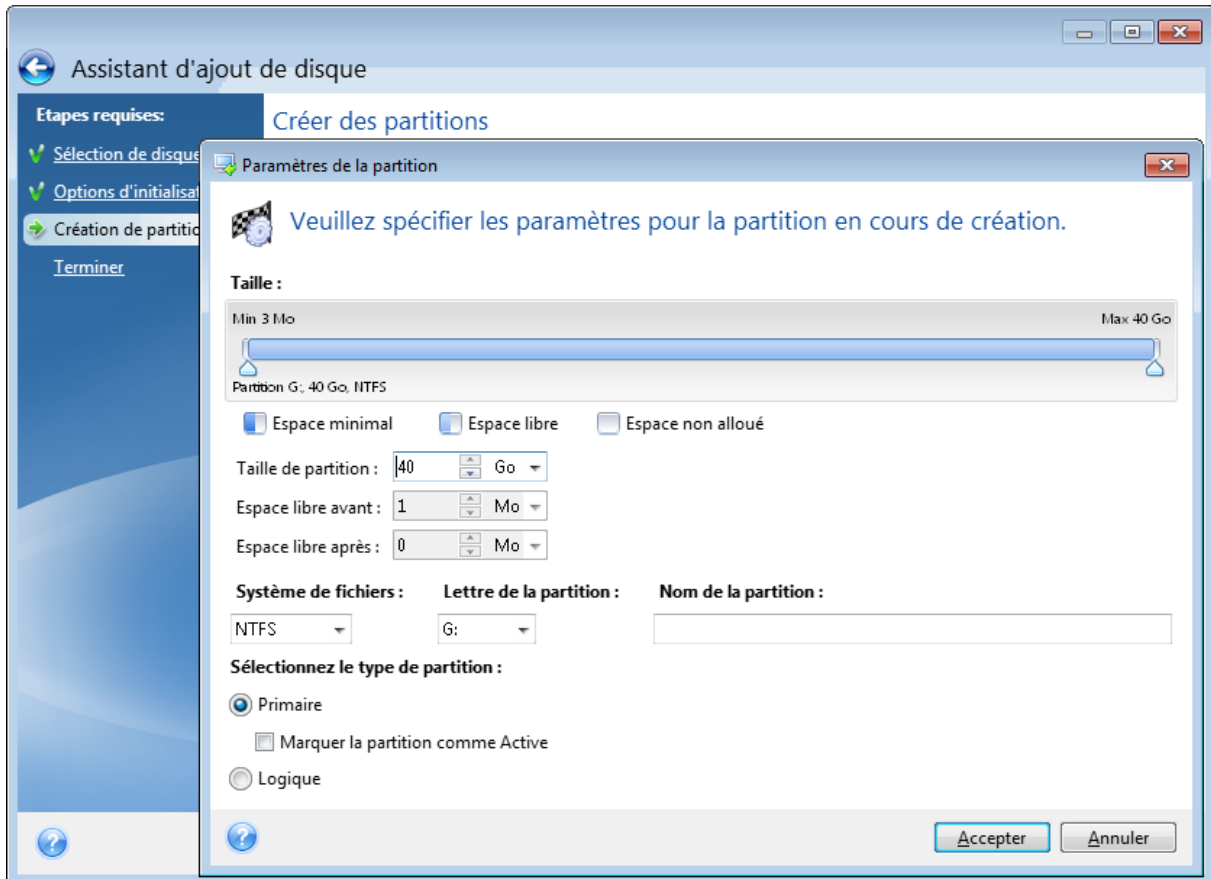 Assistant d'ajout de disque
Etapes requises:
Sélection de disque
Options d'initialisat
Création de partitio
Terminer
Créer des partitions
Paramètres de la partition
Veuillez spécifier les paramètres pour la partition en cours de création.
Taille :
Min 3 Mo Max 40 Go
Partition G:, 40 Go, NTFS
Espace minimal Espace libre Espace non alloué
Taille de partition : 40 Go
Espace libre avant : 1 Mo
Espace libre après : 0 Mo
Système de fichiers : Lettre de la partition : Nom de la partition :
NTFS G:
Sélectionnez le type de partition :
Primaire
Marquer la partition comme Active
Logique
Accepter Annuler